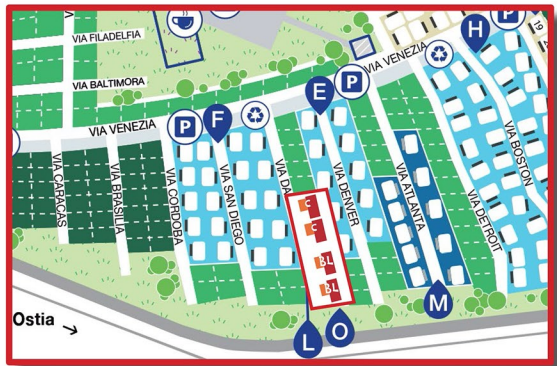 VIA FILADELFIA
H
P
19
VIA VENEZIA
VIA BALTIMORA
E
P
VIA VENEZIA
P
F
VIA CARACAS
VIA BRASILIA
VIA CORDOBA
VIA SAN DIEGO
VIA DA
VIA DENVER
VIA ATLANTA
VIA DETROIT
VIA BOSTON
C
C
BL
BL
M
Ostia
L
O